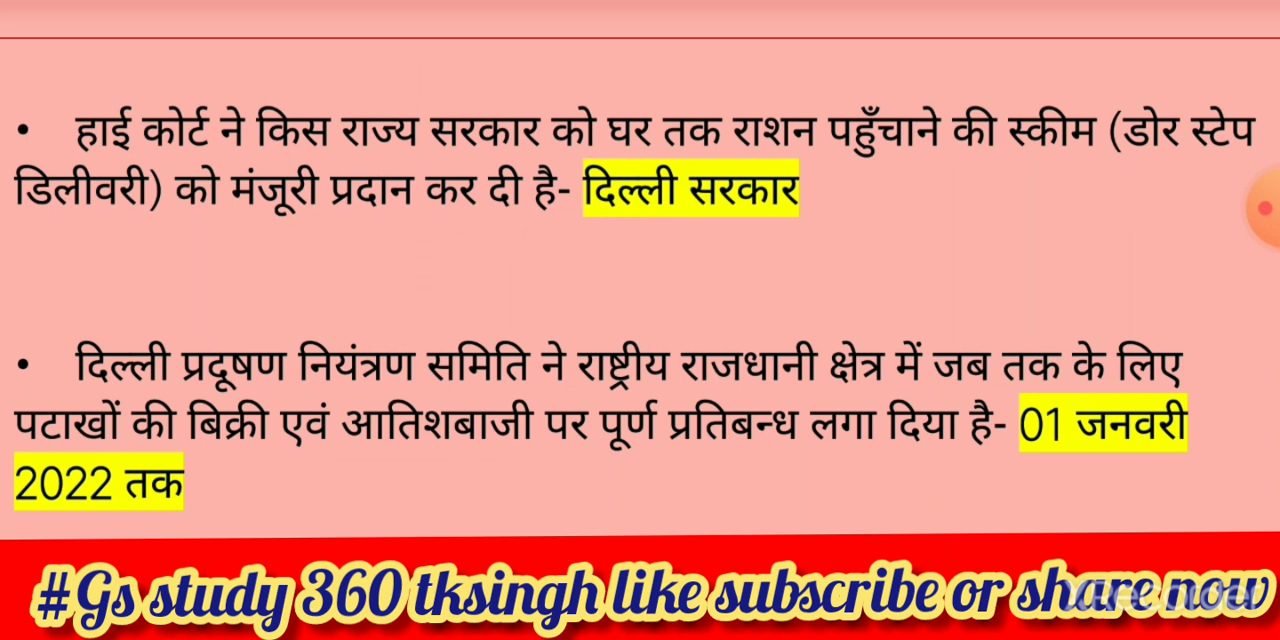 • हाई कोर्ट ने किस राज्य सरकार को घर तक राशन पहुँचाने की स्कीम (डोर स्टेप
डिलीवरी) को मंजूरी प्रदान कर दी है- दिल्ली सरकार
• दिल्ली प्रदूषण नियंत्रण समिति ने राष्ट्रीय राजधानी क्षेत्र में जब तक के लिए
पटाखों की बिक्री एवं आतिशबाजी पर पूर्ण प्रतिबन्ध लगा दिया है- 01 जनवरी
2022 तक
#Gs study 360 tksingh like subscribe or share now
XRecorder